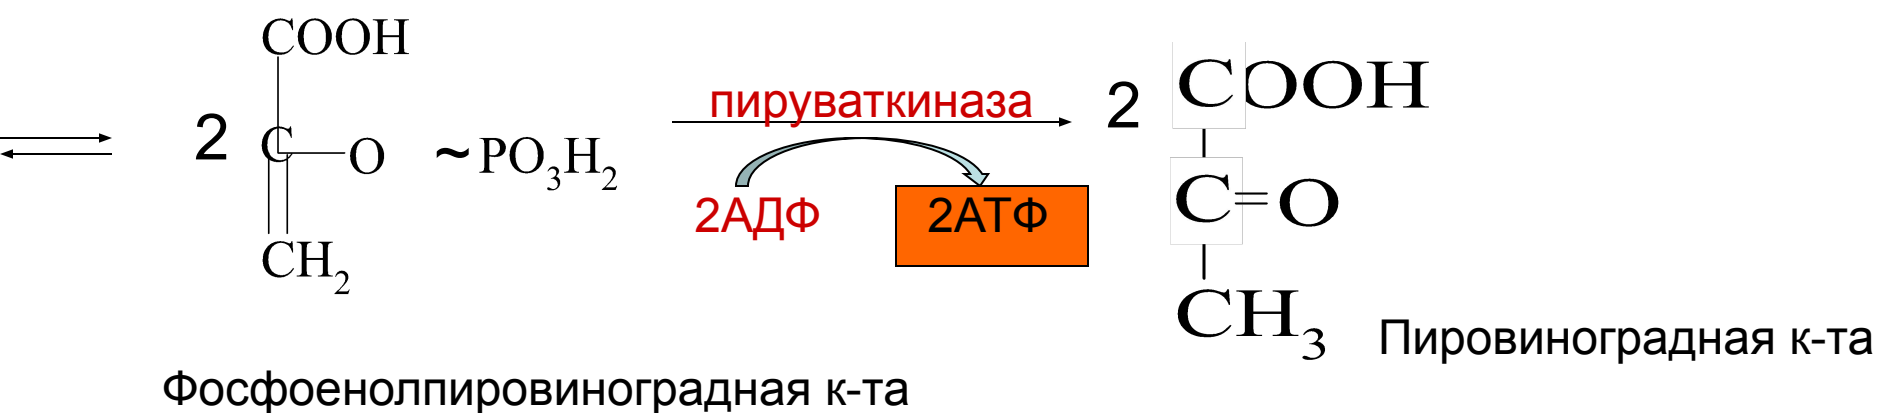 COOH
2 C—O ~PO₃H₂
CH₂
Фосфоенолпировиноградная к-та
пируваткиназа
2АДФ 2АТФ
2 COOH
C=O
CH₃
Пировиноградная к-та